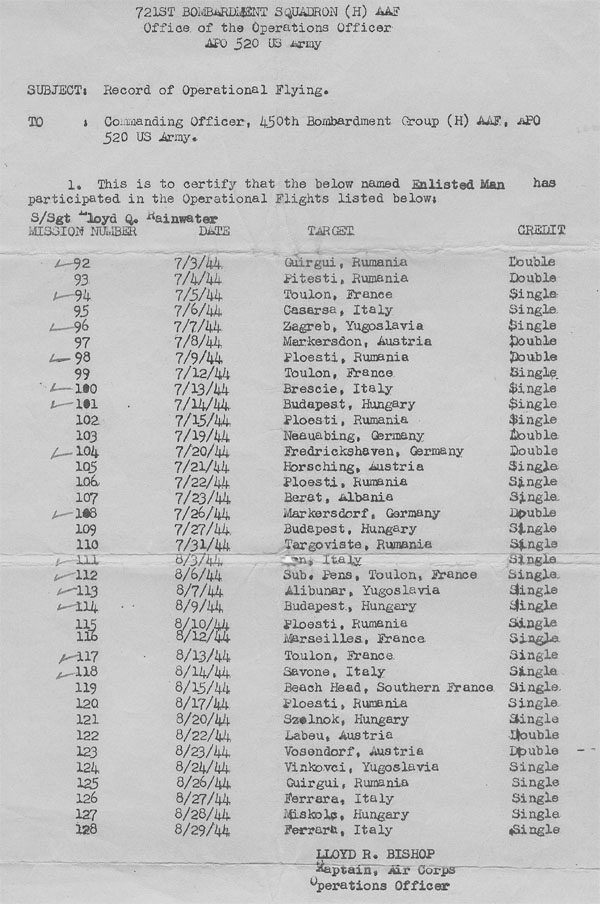 721ST BOMBARDMENT SQUADRON (H) AAF
Office of the Operations Officer
APO 520 US Army
SUBJECT: Record of Operational Flying.
TO : Commanding Officer, 450th Bombardment Group (H) AAF, APO
520 US Army.
1. This is to certify that the below named Enlisted Man has
participated in the Operational Flights listed below:
S/Sgt Lloyd Q. Rainwater
MISSION NUMBER DATE TARGET CREDIT
92 7/3/44 Guirgui, Rumania Double
93 7/4/44 Pitesti, Rumania Double
94 7/5/44 Toulon, France Single
95 7/6/44 Casarsa, Italy Single
96 7/7/44 Zagreb, Yugoslavia Single
97 7/8/44 Markersdon, Austria Double
98 7/9/44 Ploesti, Rumania Double
99 7/12/44 Toulon, France Single
100 7/13/44 Brescie, Italy Single
101 7/14/44 Budapest, Hungary Single
102 7/15/44 Ploesti, Rumania Single
103 7/19/44 Neauabing, Germany Double
104 7/20/44 Fredrickshaven, Germany Double
105 7/21/44 Horsching, Austria Single
106 7/22/44 Ploesti, Rumania Single
107 7/23/44 Berat, Albania Single
108 7/26/44 Markersdorf, Germany Double
109 7/27/44 Budapest, Hungary Single
110 7/31/44 Targoviste, Rumania Single
111 8/3/44 Italy Single
112 8/6/44 Sub. Pens, Toulon, France Single
113 8/7/44 Alibunar, Yugoslavia Single
114 8/9/44 Budapest, Hungary Single
115 8/10/44 Ploesti, Rumania Single
116 8/12/44 Marseilles, France Single
117 8/13/44 Toulon, France Single
118 8/14/44 Savone, Italy Single
119 8/15/44 Beach Head, Southern France Single
120 8/17/44 Ploesti, Rumania Single
121 8/20/44 Szelnok, Hungary Single
122 8/22/44 Labeu, Austria Double
123 8/23/44 Vosendorf, Austria Double
124 8/24/44 Vinkovci, Yugoslavia Single
125 8/26/44 Guirgui, Rumania Single
126 8/27/44 Ferrara, Italy Single
127 8/28/44 Miskolc, Hungary Single
128 8/29/44 Ferrara, Italy Single
LLOYD R. BISHOP
Kaptain, Air Corps
Operations Officer